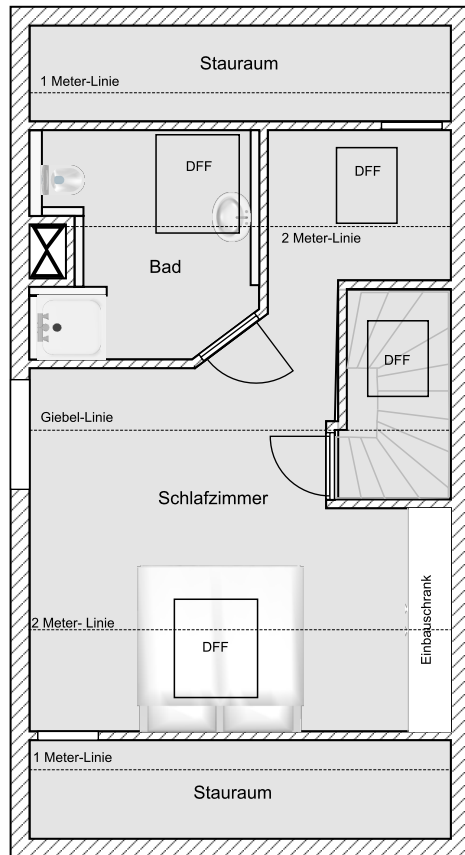 Stauraum
1 Meter-Linie
DFF
DFF
2 Meter-Linie
Bad
DFF
Giebel-Linie
Schlafzimmer
Einbauschrank
2 Meter- Linie
DFF
1 Meter-Linie
Stauraum